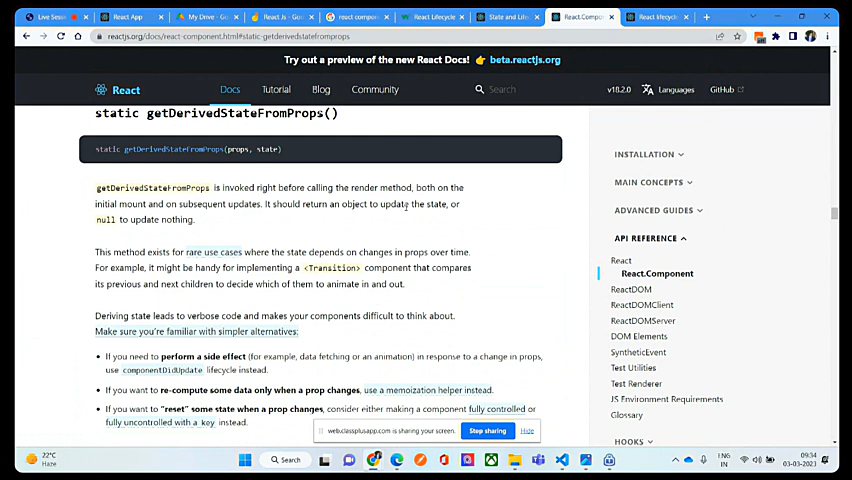 Live Sessi
React App
My Drive - Goo
React Js - Goo
react compon
React Lifecycle
State and Life
React.Compon
React lifecycle
reactjs.org/docs/react-component.html#static-getderivedstatefromprops
Try out a preview of the new React Docs! 👉 beta.reactjs.org
React
Docs
Tutorial
Blog
Community
Search
v18.2.0
Languages
GitHub
static getDerivedStateFromProps()
static getDerivedStateFromProps(props, state)
getDerivedStateFromProps is invoked right before calling the render method, both on the
initial mount and on subsequent updates. It should return an object to update the state, or
null to update nothing.
This method exists for rare use cases where the state depends on changes in props over time.
For example, it might be handy for implementing a <Transition> component that compares
its previous and next children to decide which of them to animate in and out.
Deriving state leads to verbose code and makes your components difficult to think about.
Make sure you're familiar with simpler alternatives:
• If you need to perform a side effect (for example, data fetching or an animation) in response to a change in props,
use componentDidUpdate lifecycle instead.
• If you want to re-compute some data only when a prop changes, use a memoization helper instead.
• If you want to "reset" some state when a prop changes, consider either making a component fully controlled or
fully uncontrolled with a key instead.
INSTALLATION
MAIN CONCEPTS
ADVANCED GUIDES
API REFERENCE
React
React.Component
ReactDOM
ReactDOMClient
ReactDOMServer
DOM Elements
SyntheticEvent
Test Utilities
Test Renderer
JS Environment Requirements
Glossary
HOOKS
web.classplusapp.com is sharing your screen.
Stop sharing
Hide
22°C
Haze
Search
ENG
IN
09:34
03-03-2023